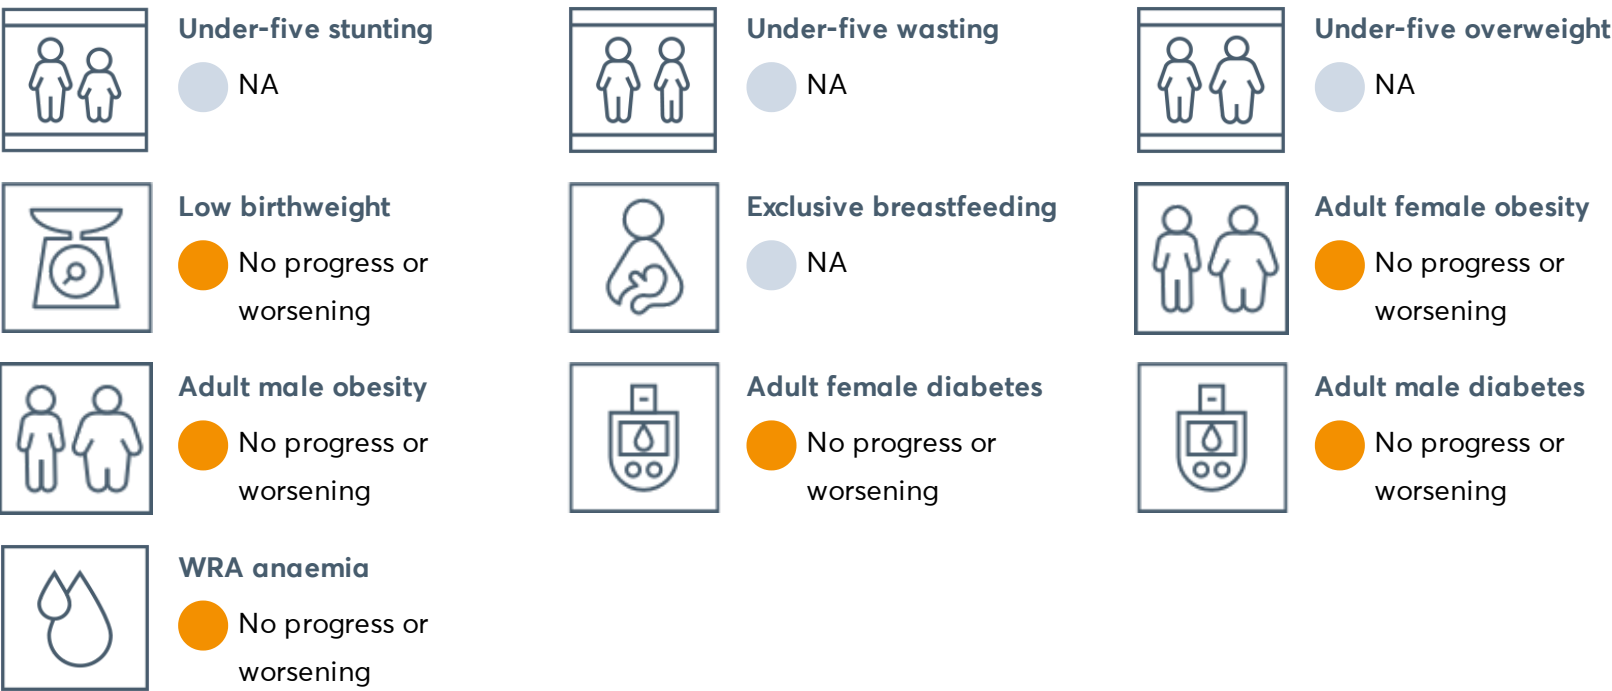 Under-five stunting
NA
Under-five wasting
NA
Under-five overweight
NA
Low birthweight
No progress or
worsening
Exclusive breastfeeding
NA
Adult female obesity
No progress or
worsening
Adult male obesity
No progress or
worsening
Adult female diabetes
No progress or
worsening
Adult male diabetes
No progress or
worsening
WRA anaemia
No progress or
worsening